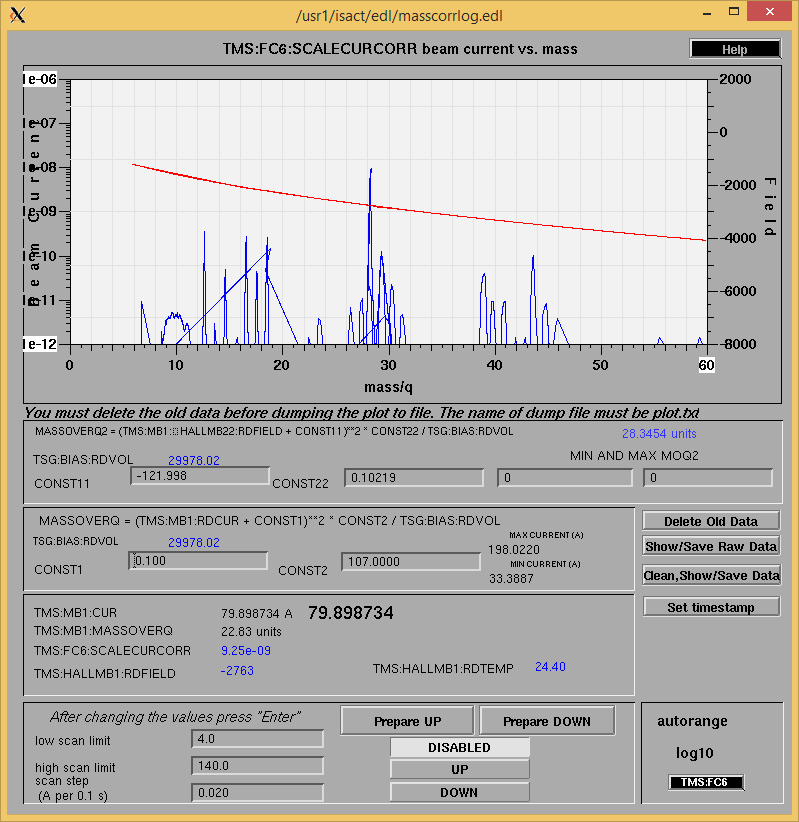 /usr1/isact/edl/masscorrlog.edl
TMS:FC6:SCALECURCORR beam current vs. mass
Help
1e-06
1e-07
1e-08
1e-09
1e-10
1e-11
1e-12
Beam Current
2000
0
-2000
-4000
-6000
-8000
Field
0 10 20 30 40 50 60
mass/q
You must delete the old data before dumping the plot to file. The name of dump file must be plot.txt
MASSOVERQ2 = (TMS:MB1: HALLMB22:RDFIELD + CONST11)**2 * CONST22 / TSG:BIAS:RDVOL
28.3454 units
TSG:BIAS:RDVOL 29978.02
MIN AND MAX MOQ2
CONST11 -121.998 CONST22 0.10219 0 0
MASSOVERQ = (TMS:MB1:RDCUR + CONST1)**2 * CONST2 / TSG:BIAS:RDVOL
TSG:BIAS:RDVOL 29978.02
MAX CURRENT (A)
198.0220
CONST1 0.100 CONST2 107.0000
MIN CURRENT (A)
33.3887
Delete Old Data
Show/Save Raw Data
Clean,Show/Save Data
Set timestamp
TMS:MB1:CUR 79.898734 A 79.898734
TMS:MB1:MASSOVERQ 22.83 units
TMS:FC6:SCALECURCORR 9.25e-09
TMS:HALLMB1:RDFIELD -2763
TMS:HALLMB1:RDTEMP 24.40
After changing the values press "Enter"
low scan limit 4.0
high scan limit 140.0
scan step
(A per 0.1 s) 0.020
Prepare UP
Prepare DOWN
DISABLED
UP
DOWN
autorange
log10
TMS:FC6